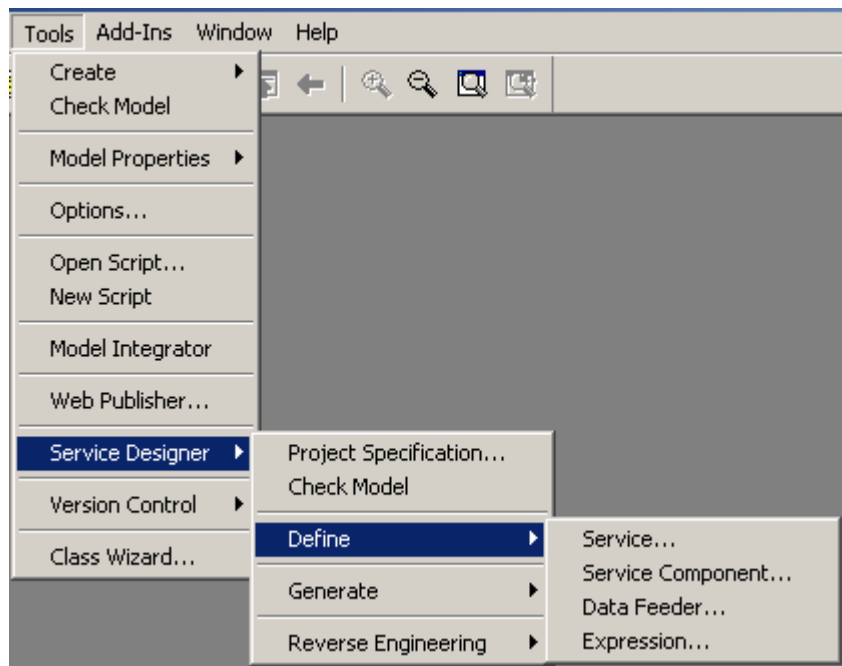 Tools Add-Ins Window Help
Create
Check Model
Model Properties
Options...
Open Script...
New Script
Model Integrator
Web Publisher...
Service Designer
Version Control
Class Wizard...
Project Specification...
Check Model
Define
Generate
Reverse Engineering
Service...
Service Component...
Data Feeder...
Expression...